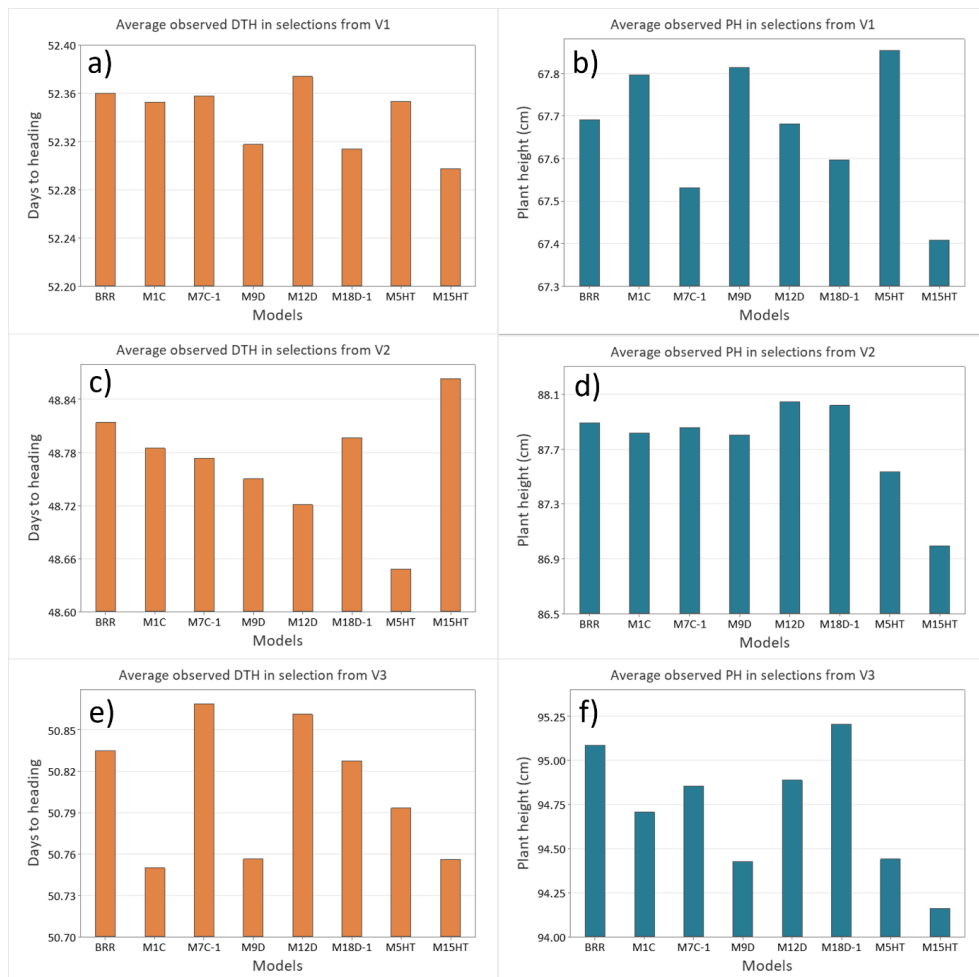 Average observed DTH in selections from V1
a)
Days to heading
52.40
52.36
52.32
52.28
52.24
52.20
BRR M1C M7C-1 M9D M12D M18D-1 M5HT M15HT
Models
Average observed PH in selections from V1
b)
Plant height (cm)
67.8
67.7
67.6
67.5
67.4
67.3
BRR M1C M7C-1 M9D M12D M18D-1 M5HT M15HT
Models
Average observed DTH in selections from V2
c)
Days to heading
48.84
48.78
48.72
48.66
48.60
BRR M1C M7C-1 M9D M12D M18D-1 M5HT M15HT
Models
Average observed PH in selections from V2
d)
Plant height (cm)
88.1
87.7
87.3
86.9
86.5
BRR M1C M7C-1 M9D M12D M18D-1 M5HT M15HT
Models
Average observed DTH in selection from V3
e)
Days to heading
50.85
50.82
50.79
50.76
50.73
50.70
BRR M1C M7C-1 M9D M12D M18D-1 M5HT M15HT
Models
Average observed PH in selections from V3
f)
Plant height (cm)
95.25
95.00
94.75
94.50
94.25
94.00
BRR M1C M7C-1 M9D M12D M18D-1 M5HT M15HT
Models